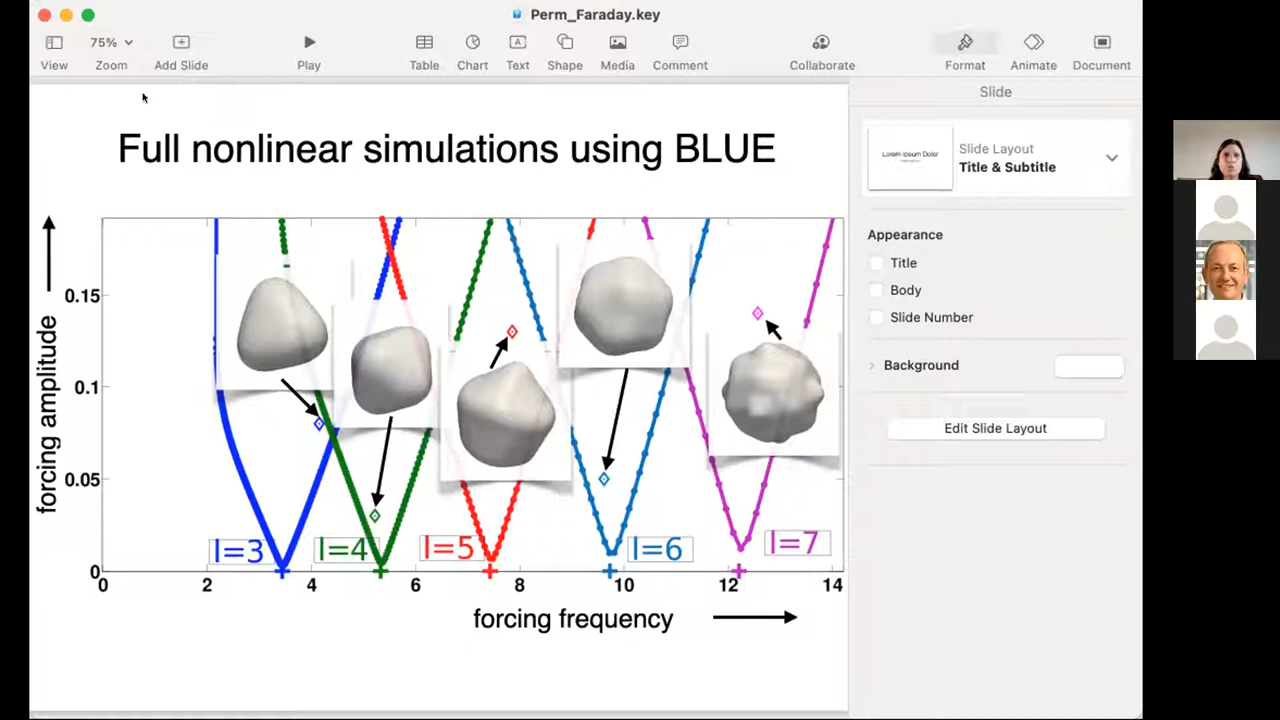 Perm_Faraday.key
75%
View
Zoom
Add Slide
Play
Table
Chart
Text
Shape
Media
Comment
Collaborate
Format
Animate
Document
Slide
Full nonlinear simulations using BLUE
Lorem Ipsum Dolor
Slide Layout
Title & Subtitle
Appearance
Title
Body
Slide Number
Background
Edit Slide Layout
forcing amplitude
0.15
0.1
0.05
0
l=3
l=4
l=5
l=6
l=7
0
2
4
6
8
10
12
14
forcing frequency